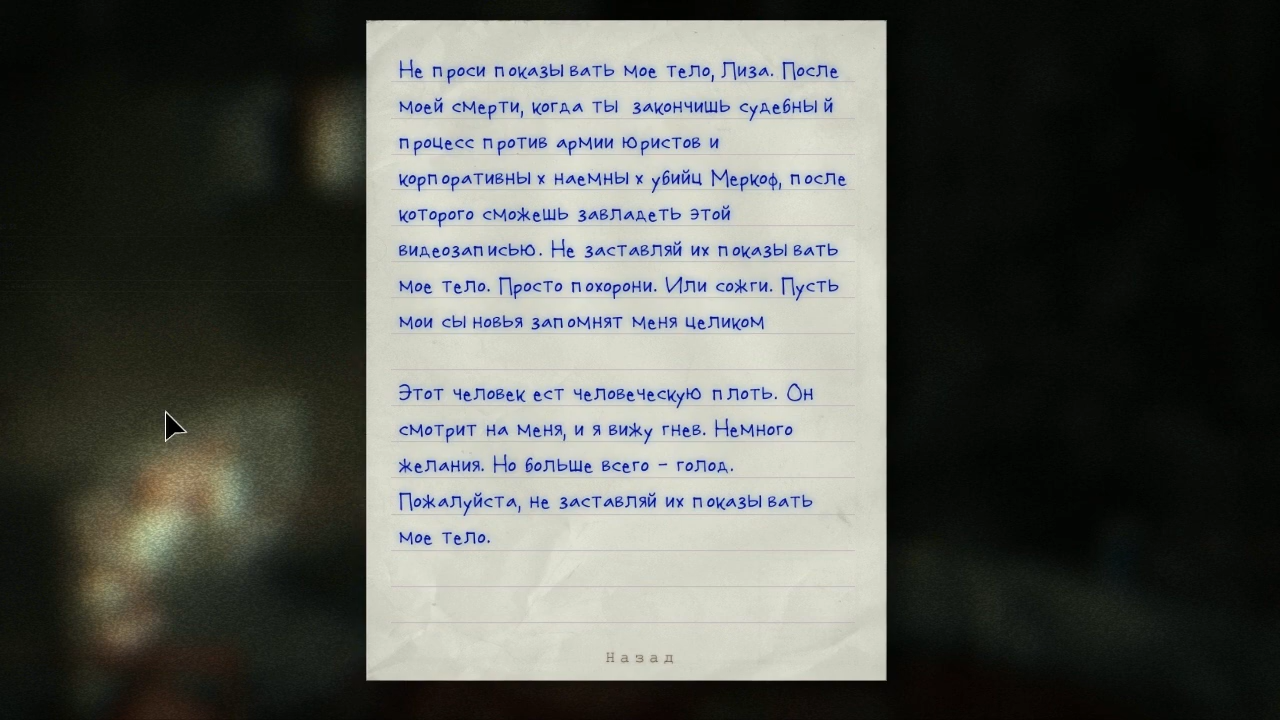 Не проси показывать мое тело, Лиза. После
моей смерти, когда ты закончишь судебный
процесс против армии юристов и
корпоративных наемных убийц Меркоф, после
которого сможешь завладеть этой
видеозаписью. Не заставляй их показывать
мое тело. Просто похорони. Или сожги. Пусть
мои сыновья запомнят меня целиком
Этот человек ест человеческую плоть. Он
смотрит на меня, и я вижу гнев. Немного
желания. Но больше всего - голод.
Пожалуйста, не заставляй их показывать
мое тело.
Назад